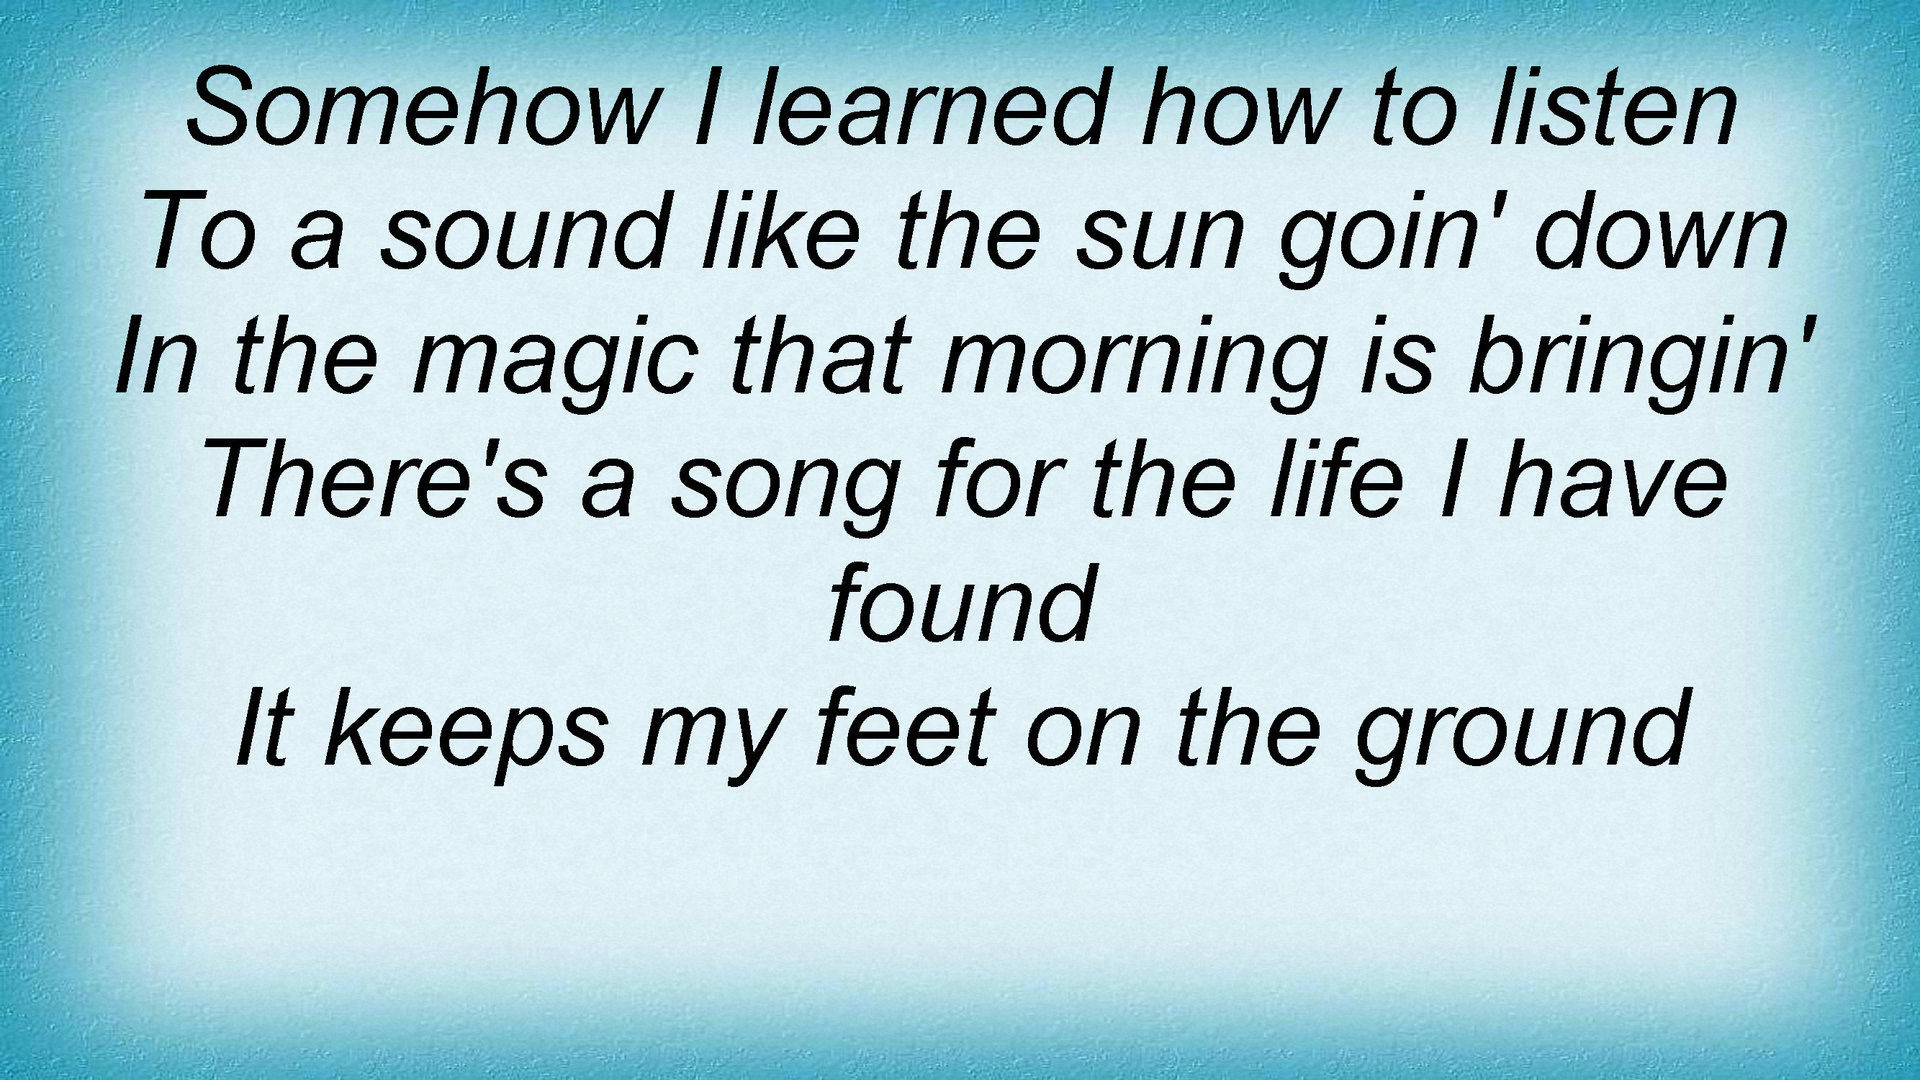 Somehow I learned how to listen
To a sound like the sun goin' down
In the magic that morning is bringin'
There's a song for the life I have
found
It keeps my feet on the ground